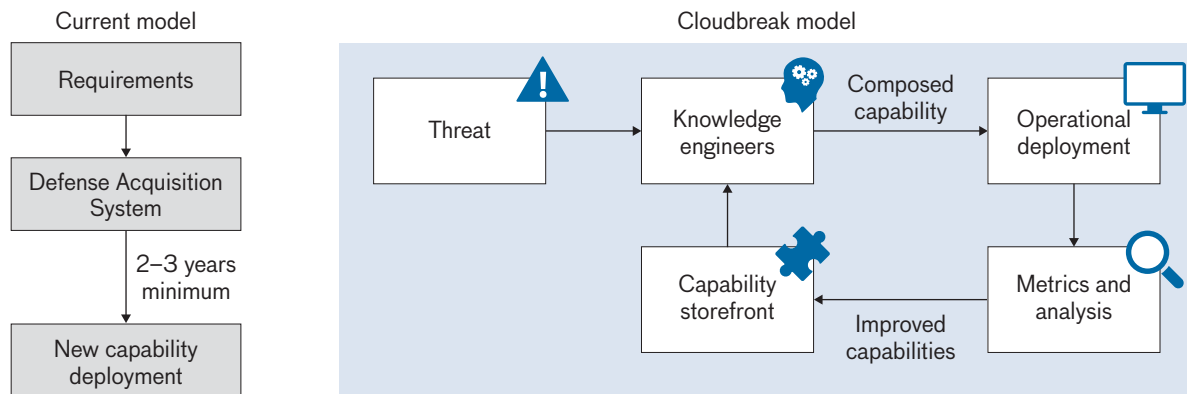 Current model
Requirements
Defense Acquisition
System
2–3 years
minimum
New capability
deployment
Cloudbreak model
Threat
Knowledge
engineers
Composed
capability
Operational
deployment
Capability
storefront
Improved
capabilities
Metrics and
analysis